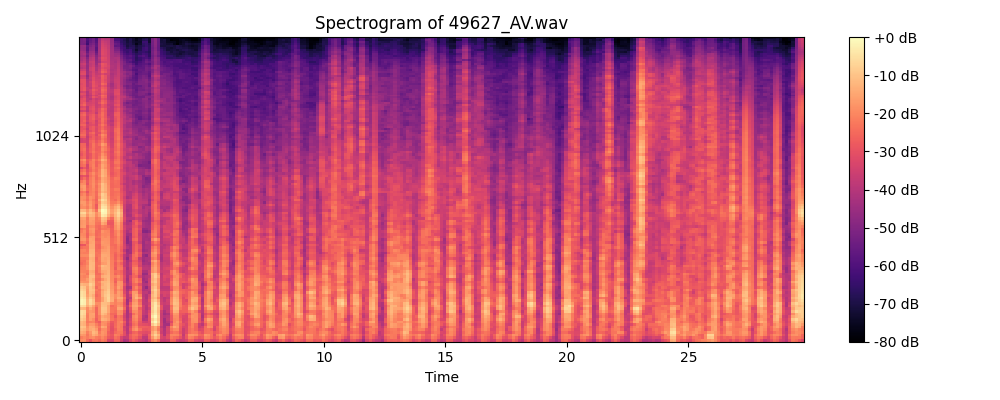 Spectrogram of 49627_AV.wav
+0 dB
-10 dB
-20 dB
-30 dB
-40 dB
-50 dB
-60 dB
-70 dB
-80 dB
Hz
1024
512
0
0 5 10 15 20 25
Time